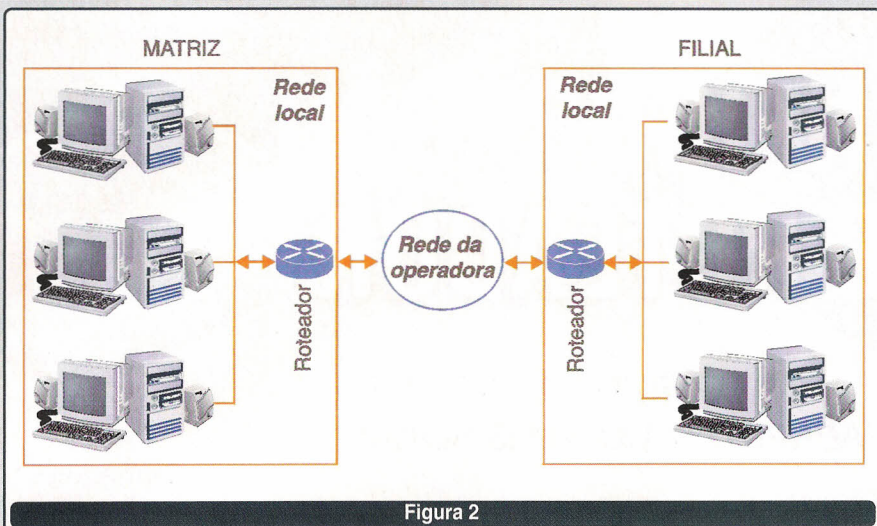 MATRIZ
Rede
local
Roteador
Rede da
operadora
FILIAL
Rede
local
Roteador
Figura 2